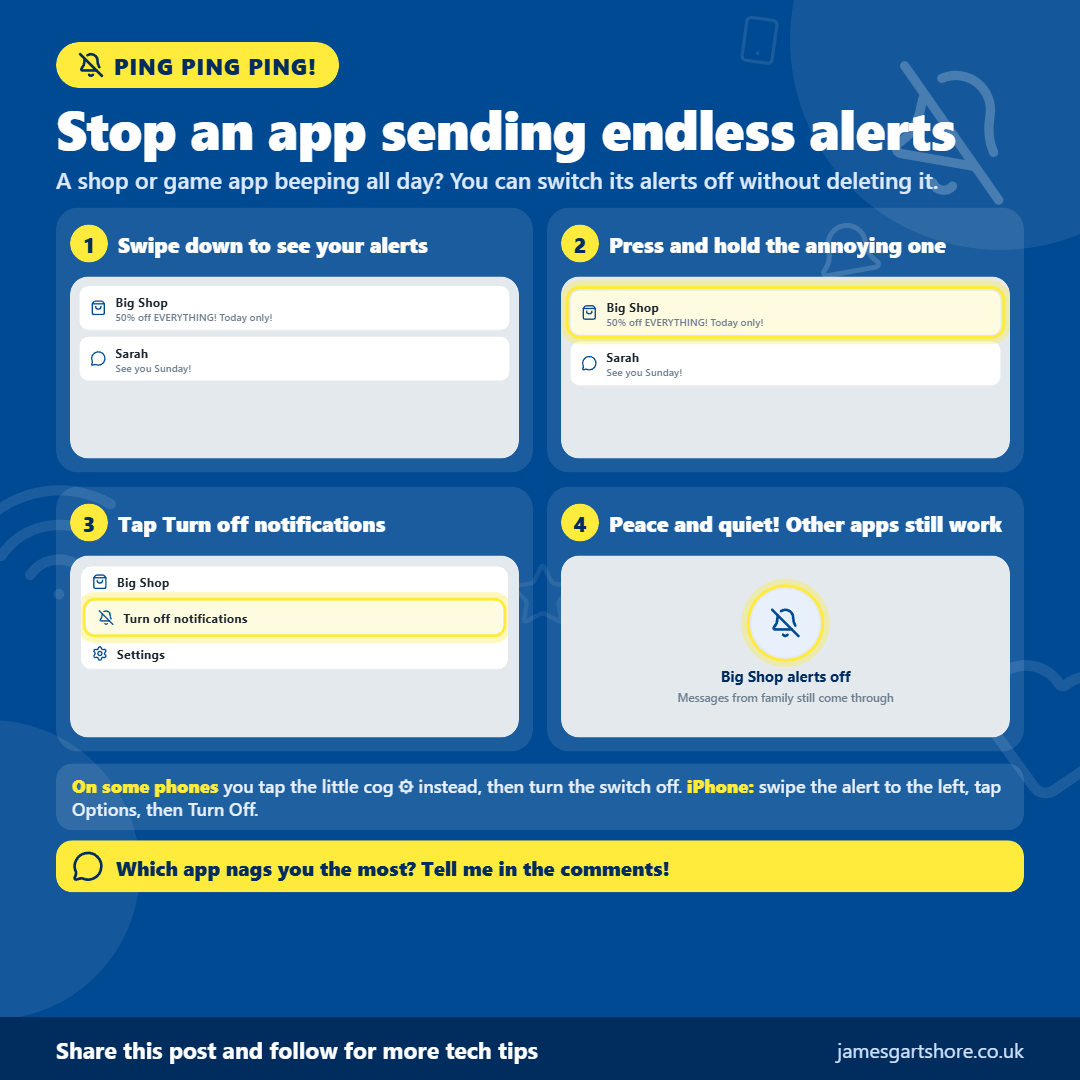 PING PING PING!
Stop an app sending endless alerts
A shop or game app beeping all day? You can switch its alerts off without deleting it.
1 Swipe down to see your alerts
Big Shop
50% off EVERYTHING! Today only!
Sarah
See you Sunday!
2 Press and hold the annoying one
Big Shop
50% off EVERYTHING! Today only!
Sarah
See you Sunday!
3 Tap Turn off notifications
Big Shop
Turn off notifications
Settings
4 Peace and quiet! Other apps still work
Big Shop alerts off
Messages from family still come through
On some phones you tap the little cog ⚙ instead, then turn the switch off. iPhone: swipe the alert to the left, tap
Options, then Turn Off.
Which app nags you the most? Tell me in the comments!
Share this post and follow for more tech tips
jamesgartshore.co.uk